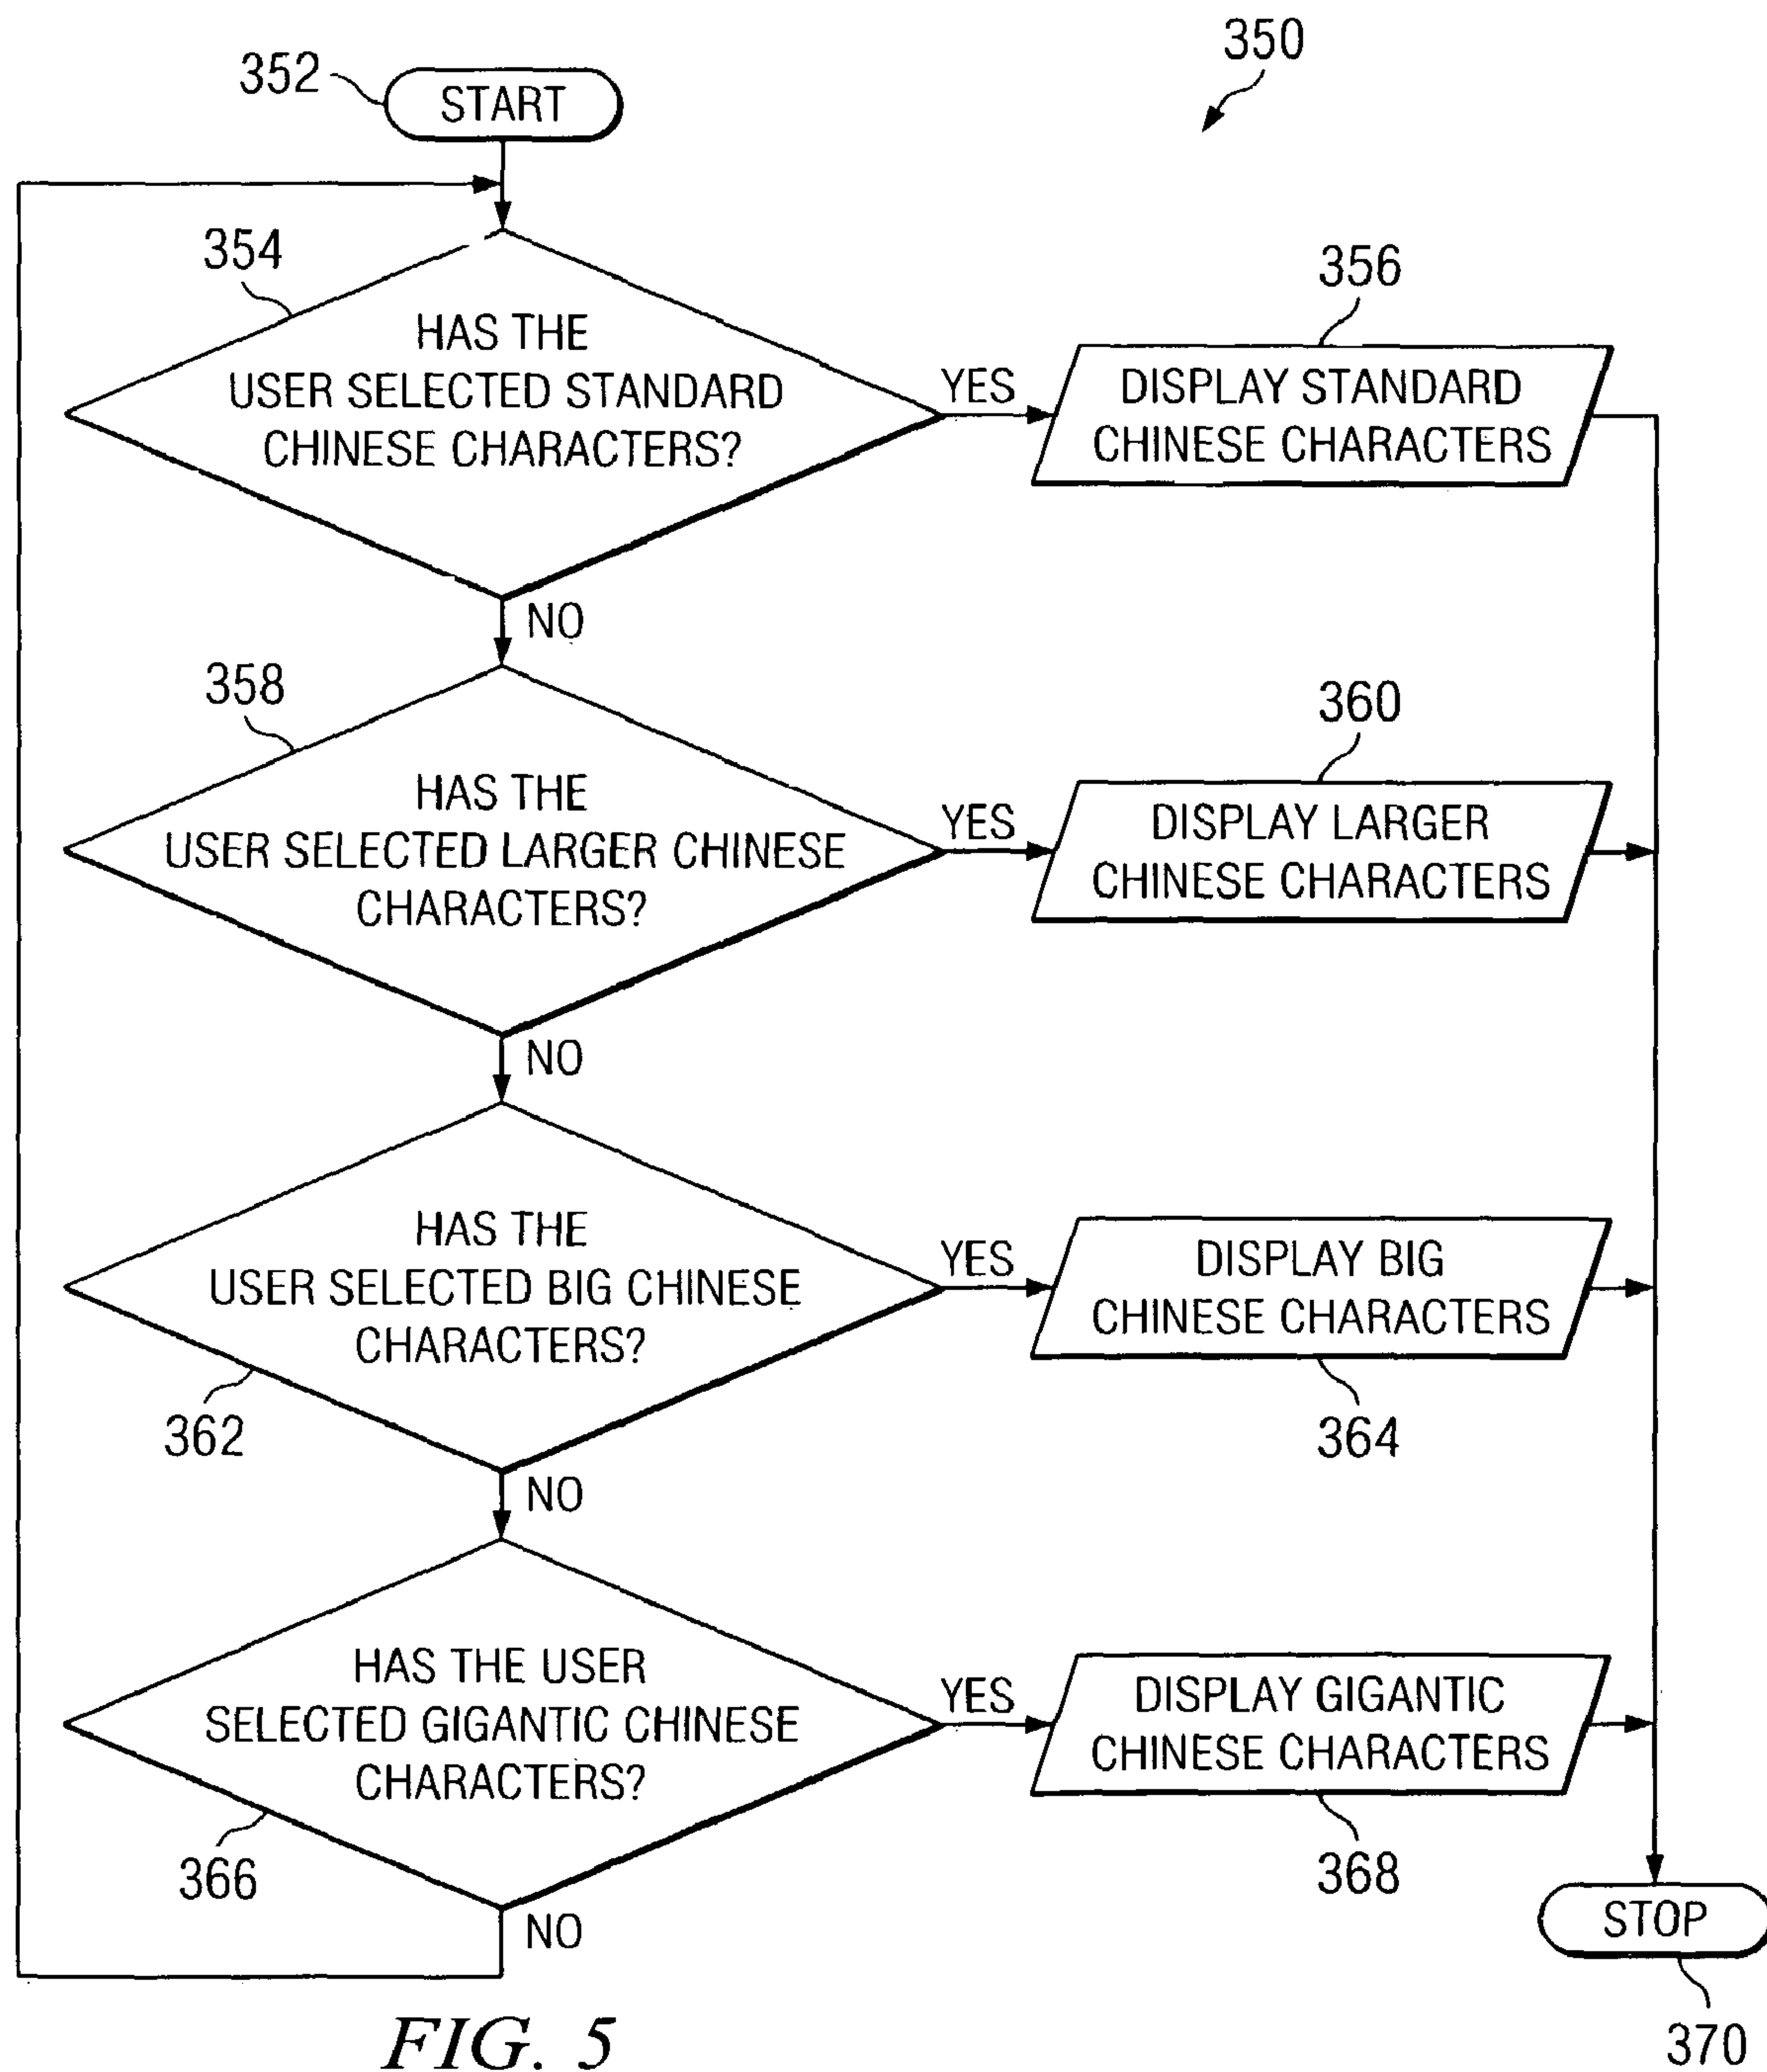 350
352
START
354
HAS THE
USER SELECTED STANDARD
CHINESE CHARACTERS?
YES
356
DISPLAY STANDARD
CHINESE CHARACTERS
NO
358
HAS THE
USER SELECTED LARGER CHINESE
CHARACTERS?
YES
360
DISPLAY LARGER
CHINESE CHARACTERS
NO
HAS THE
USER SELECTED BIG CHINESE
CHARACTERS?
362
YES
DISPLAY BIG
CHINESE CHARACTERS
364
NO
HAS THE USER
SELECTED GIGANTIC CHINESE
CHARACTERS?
366
YES
DISPLAY GIGANTIC
CHINESE CHARACTERS
368
NO
STOP
370
FIG. 5